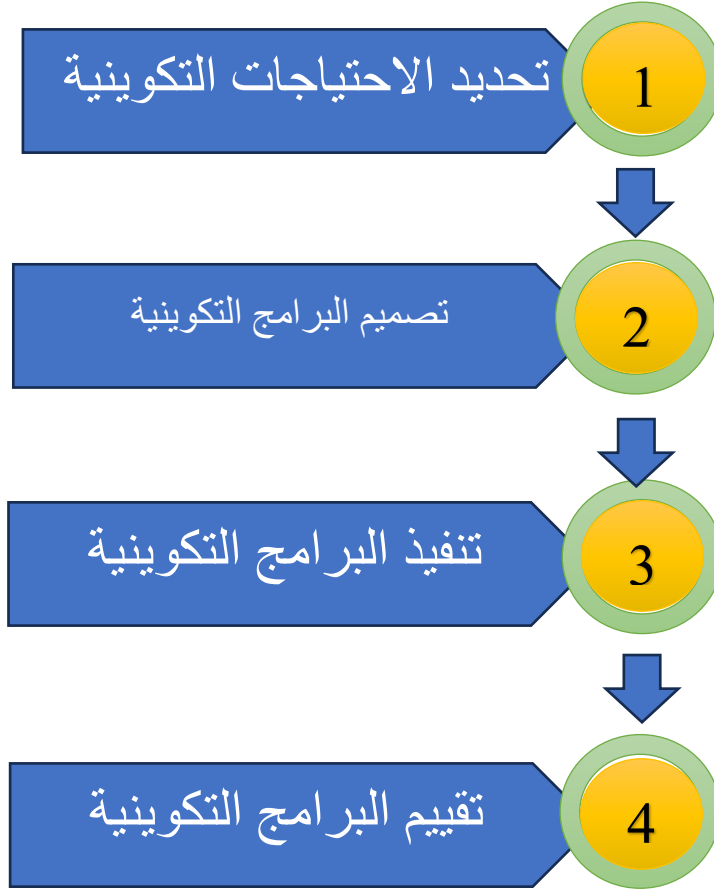 1
تحديد الاحتياجات التكوينية
2
تصميم البرامج التكوينية
3
تنفيذ البرامج التكوينية
4
تقييم البرامج التكوينية